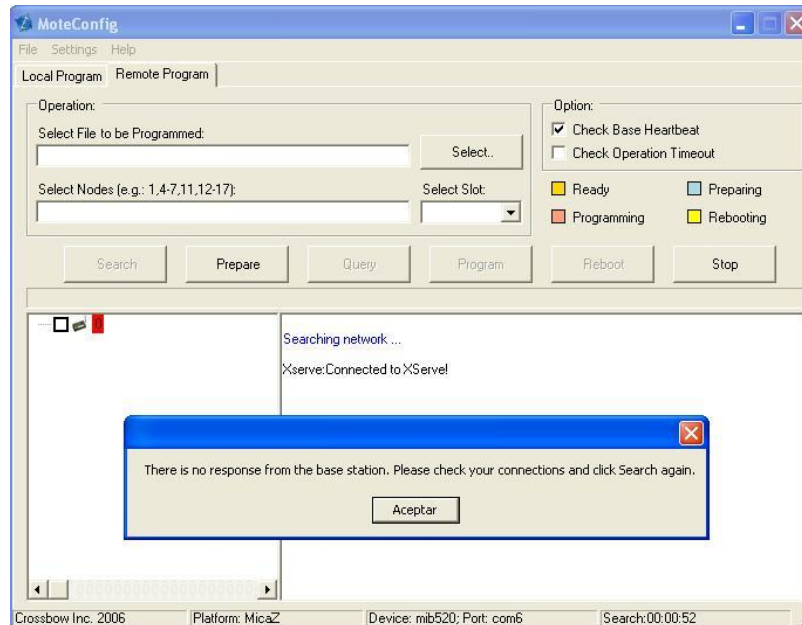 MoteConfig
File Settings Help
Local Program Remote Program
Operation:
Select File to be Programmed:
Select..
Select Nodes (e.g.: 1,4-7,11,12-17):
Select Slot:
Option:
Check Base Heartbeat
Check Operation Timeout
Ready
Preparing
Programming
Rebooting
Search Prepare Query Program Reboot Stop
0
Searching network ...
Xserve:Connected to XServe!
There is no response from the base station. Please check your connections and click Search again.
Aceptar
Crossbow Inc. 2006 Platform: MicaZ Device: mib520; Port: com6 Search:00:00:52